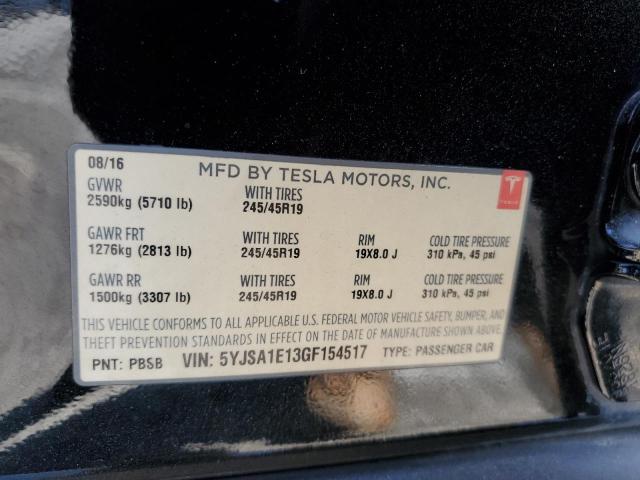 08/16 MFD BY TESLA MOTORS, INC.
GVWR WITH TIRES
2590kg (5710 lb) 245/45R19
TESLA
GAWR FRT WITH TIRES RIM COLD TIRE PRESSURE
1276kg (2813 lb) 245/45R19 19X8.0 J 310 kPa, 45 psi
GAWR RR WITH TIRES RIM COLD TIRE PRESSURE
1500kg (3307 lb) 245/45R19 19X8.0 J 310 kPa, 45 psi
THIS VEHICLE CONFORMS TO ALL APPLICABLE U.S. FEDERAL MOTOR VEHICLE SAFETY, BUMPER, AND
THEFT PREVENTION STANDARDS IN EFFECT ON THE DATE OF MANUFACTURE SHOWN ABOVE.
PNT: PBSB VIN: 5YJSA1E13GF154517 TYPE: PASSENGER CAR